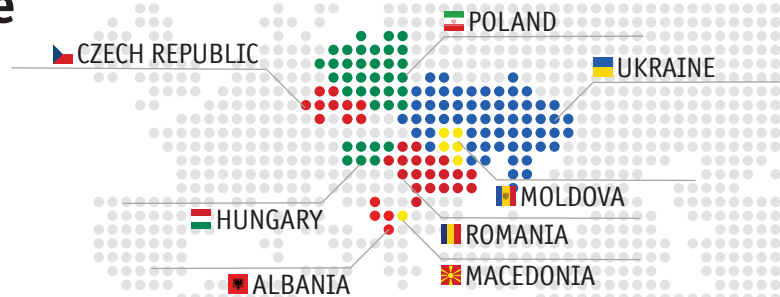 e
POLAND
CZECH REPUBLIC
UKRAINE
MOLDOVA
HUNGARY
ROMANIA
MACEDONIA
ALBANIA